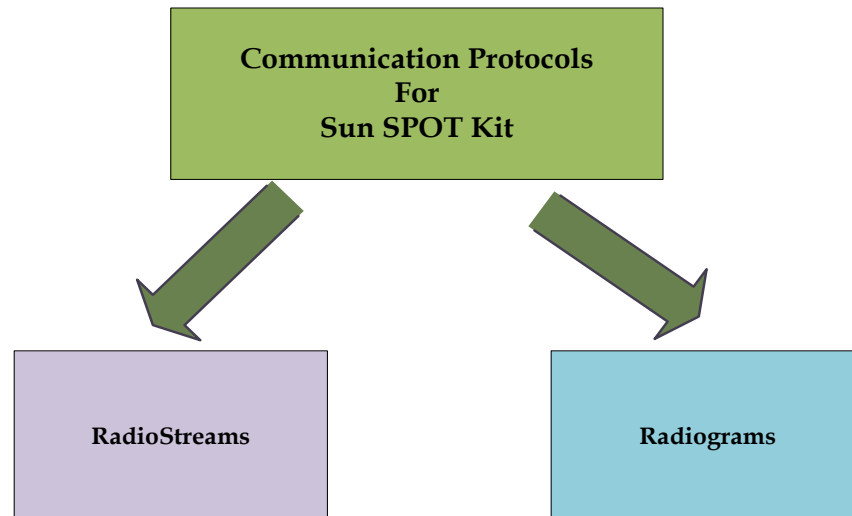 Communication Protocols
For
Sun SPOT Kit
RadioStreams
Radiograms